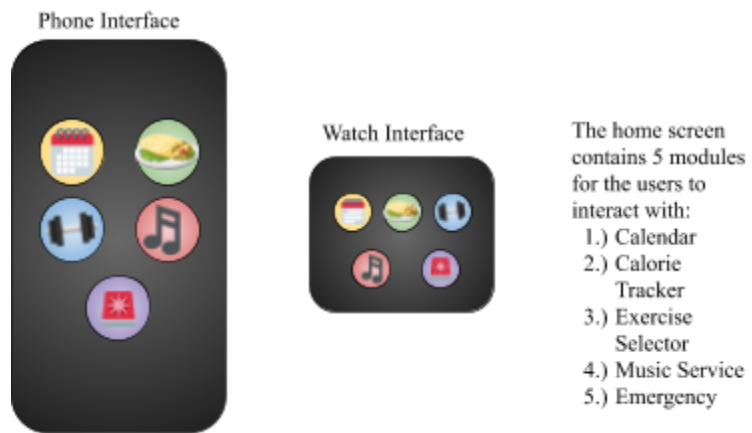 Phone Interface
Watch Interface
The home screen
contains 5 modules
for the users to
interact with:
1.) Calendar
2.) Calorie
Tracker
3.) Exercise
Selector
4.) Music Service
5.) Emergency